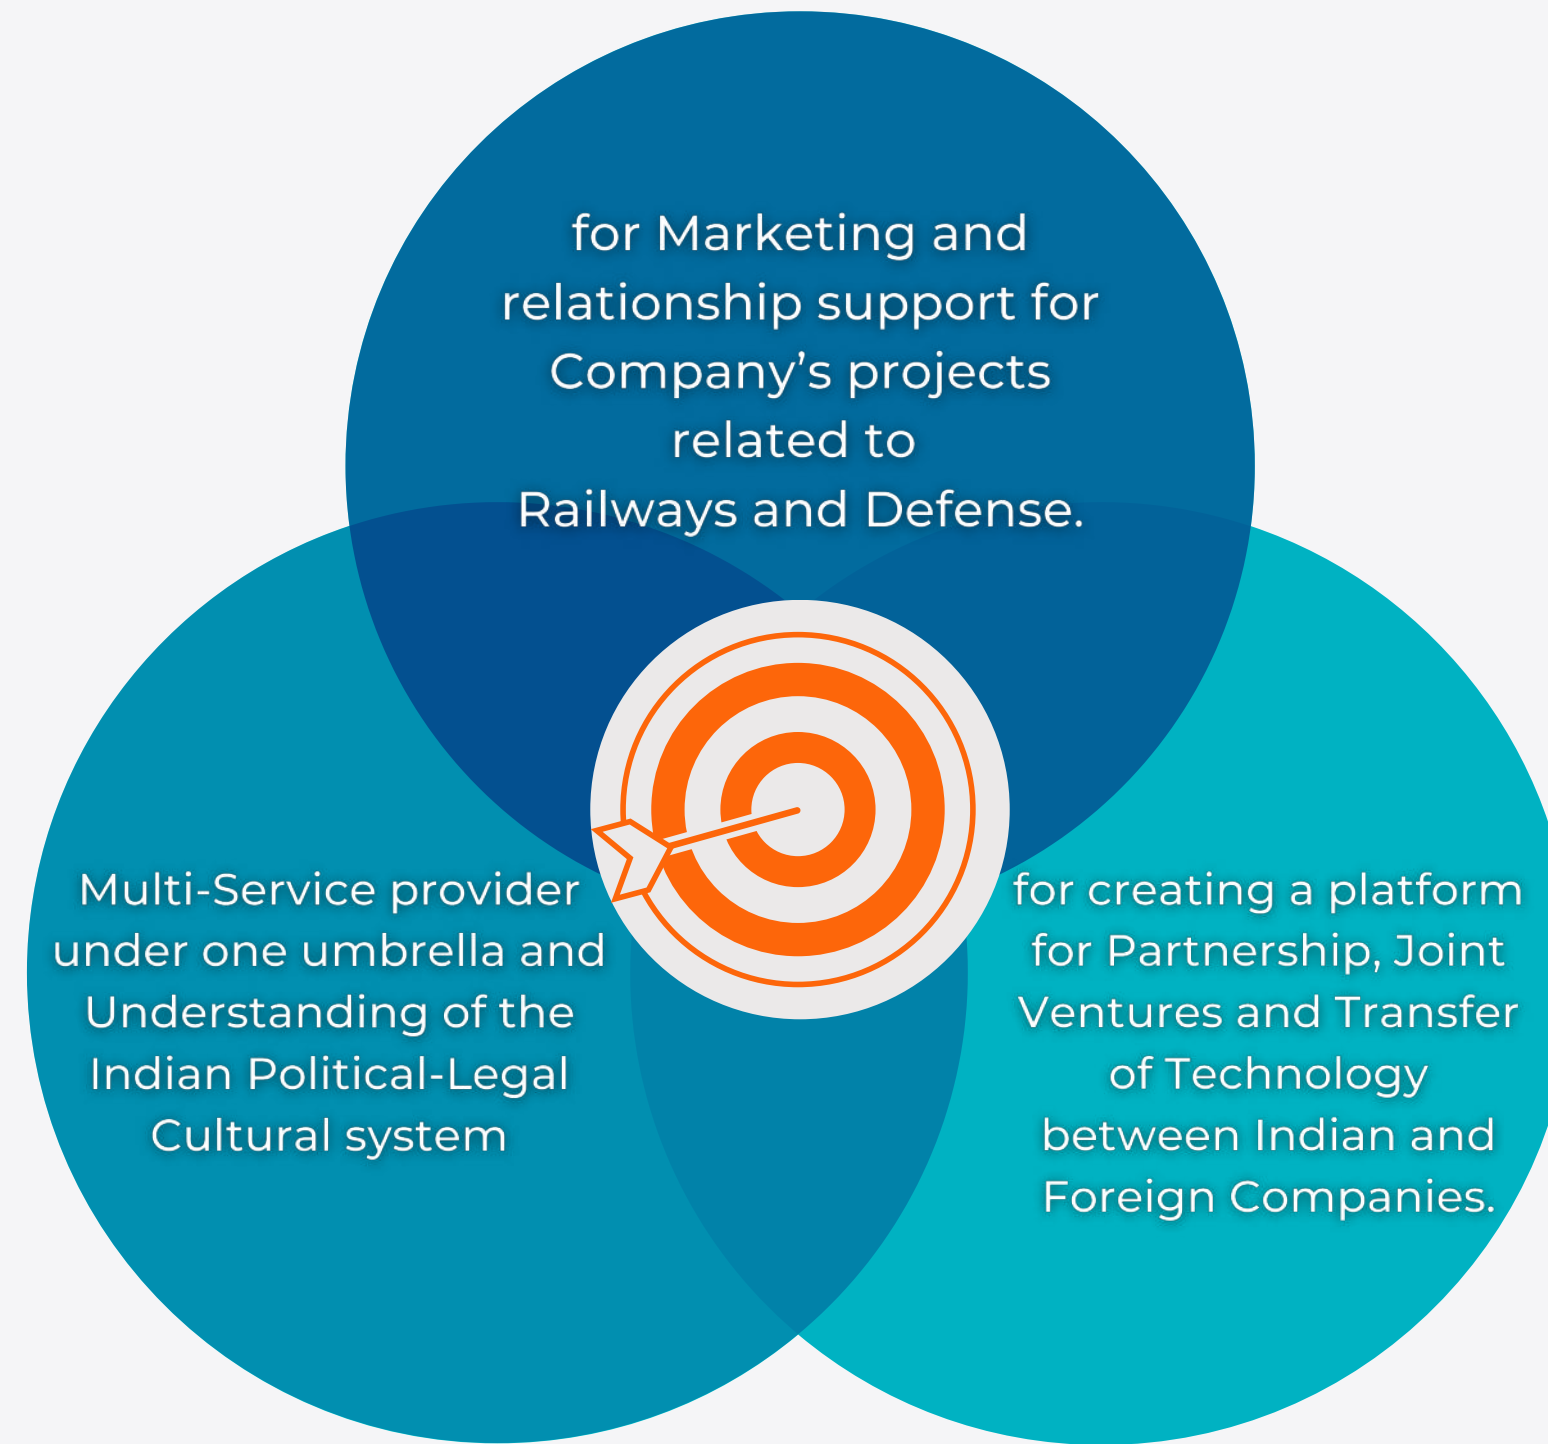 for Marketing and
relationship support for
Company’s projects
related to
Railways and Defense.
Multi-Service provider
under one umbrella and
Understanding of the
Indian Political-Legal
Cultural system
for creating a platform
for Partnership, Joint
Ventures and Transfer
of Technology
between Indian and
Foreign Companies.